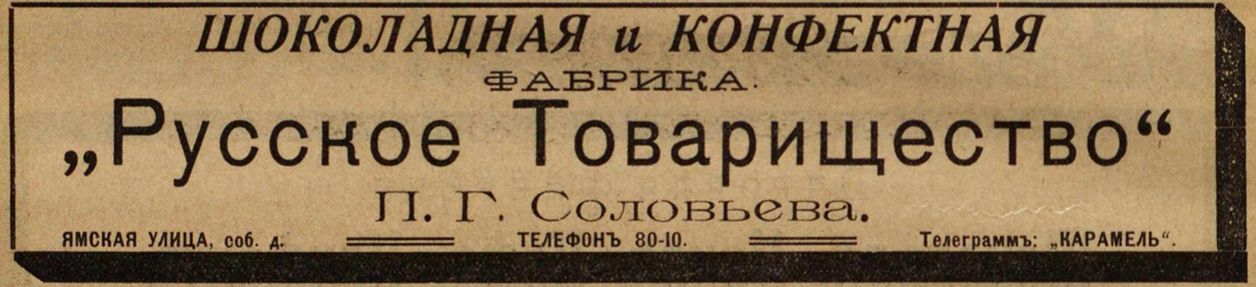 ШОКОЛАДНАЯ и КОНФЕКТНАЯ
ФАБРИКА.
„Русское Товарищество“
П. Г. Соловьева.
ЯМСКАЯ УЛИЦА, соб. д. ТЕЛЕФОНЪ 80-10. Телеграммъ: „КАРАМЕЛЬ“.